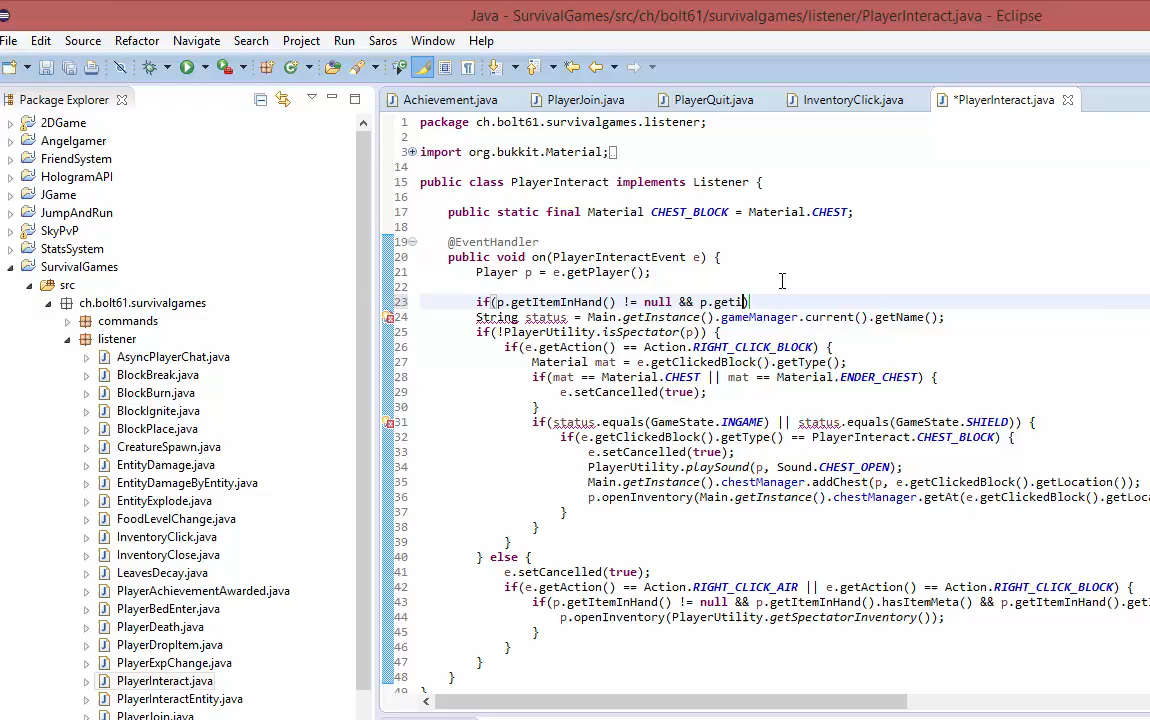 Java - SurvivalGames/src/ch/bolt61/survivalgames/listener/PlayerInteract.java - Eclipse
File Edit Source Refactor Navigate Search Project Run Saros Window Help
Package Explorer
Achievement.java PlayerJoin.java PlayerQuit.java InventoryClick.java *PlayerInteract.java
2DGame
Angelgamer
FriendSystem
HologramAPI
JGame
JumpAndRun
SkyPvP
StatsSystem
SurvivalGames
src
ch.bolt61.survivalgames
commands
listener
AsyncPlayerChat.java
BlockBreak.java
BlockBurn.java
BlockIgnite.java
BlockPlace.java
CreatureSpawn.java
EntityDamage.java
EntityDamageByEntity.java
EntityExplode.java
FoodLevelChange.java
InventoryClick.java
InventoryClose.java
LeavesDecay.java
PlayerAchievementAwarded.java
PlayerBedEnter.java
PlayerDeath.java
PlayerDropItem.java
PlayerExpChange.java
PlayerInteract.java
PlayerInteractEntity.java
PlayerJoin.java
1 package ch.bolt61.survivalgames.listener;
2
3 import org.bukkit.Material;
14
15 public class PlayerInteract implements Listener {
16
17 public static final Material CHEST_BLOCK = Material.CHEST;
18
19 @EventHandler
20 public void on(PlayerInteractEvent e) {
21 Player p = e.getPlayer();
22
23 if(p.getItemInHand() != null && p.geti)
24 String status = Main.getInstance().gameManager.current().getName();
25 if(!PlayerUtility.isSpectator(p)) {
26 if(e.getAction() == Action.RIGHT_CLICK_BLOCK) {
27 Material mat = e.getClickedBlock().getType();
28 if(mat == Material.CHEST || mat == Material.ENDER_CHEST) {
29 e.setCancelled(true);
30 }
31 if(status.equals(GameState.INGAME) || status.equals(GameState.SHIELD)) {
32 if(e.getClickedBlock().getType() == PlayerInteract.CHEST_BLOCK) {
33 e.setCancelled(true);
34 PlayerUtility.playSound(p, Sound.CHEST_OPEN);
35 Main.getInstance().chestManager.addChest(p, e.getClickedBlock().getLocation());
36 p.openInventory(Main.getInstance().chestManager.getAt(e.getClickedBlock().getLoca
37 }
38 }
39 }
40 } else {
41 e.setCancelled(true);
42 if(e.getAction() == Action.RIGHT_CLICK_AIR || e.getAction() == Action.RIGHT_CLICK_BLOCK) {
43 if(p.getItemInHand() != null && p.getItemInHand().hasItemMeta() && p.getItemInHand().getI
44 p.openInventory(PlayerUtility.getSpectatorInventory());
45 }
46 }
47 }
48 }
49 }